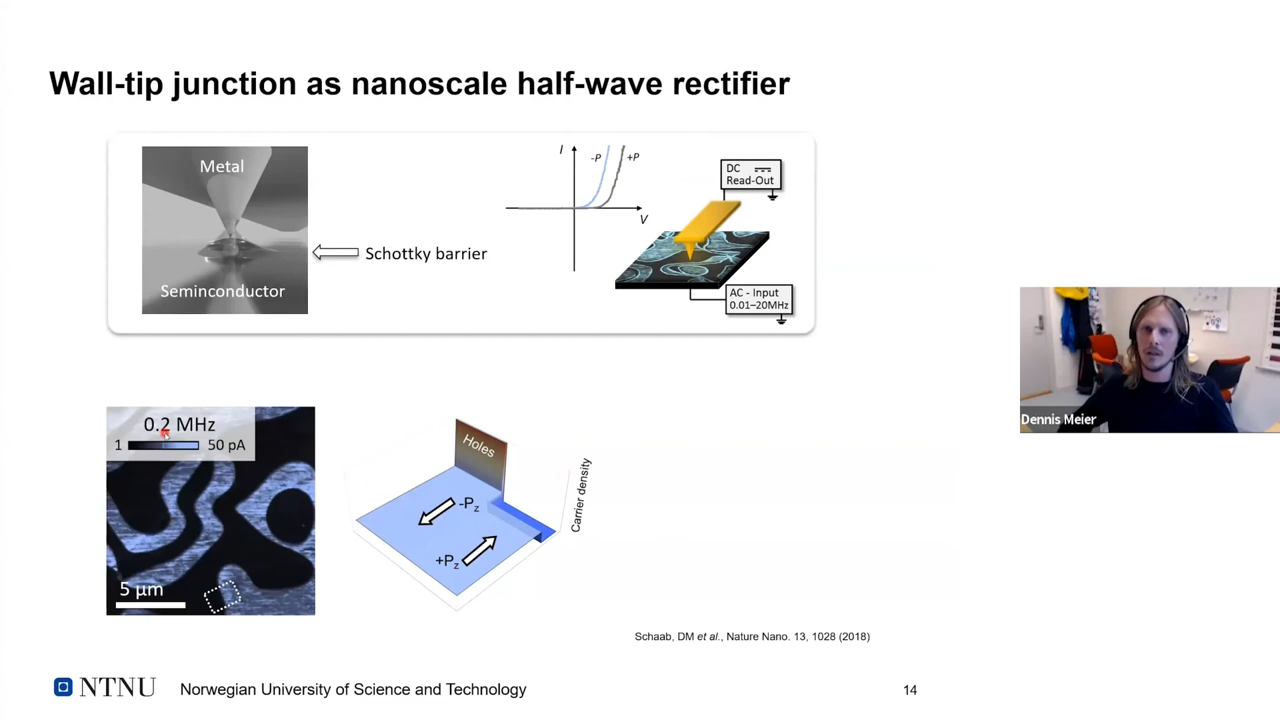 Wall-tip junction as nanoscale half-wave rectifier
Metal
Schottky barrier
Seminconductor
I
-P
+P
V
DC
Read-Out
AC - Input
0.01–20MHz
0.2 MHz
1
50 pA
5 µm
Holes
-Pz
+Pz
Carrier density
Dennis Meier
Schaab, DM et al., Nature Nano. 13, 1028 (2018)
NTNU
Norwegian University of Science and Technology
14